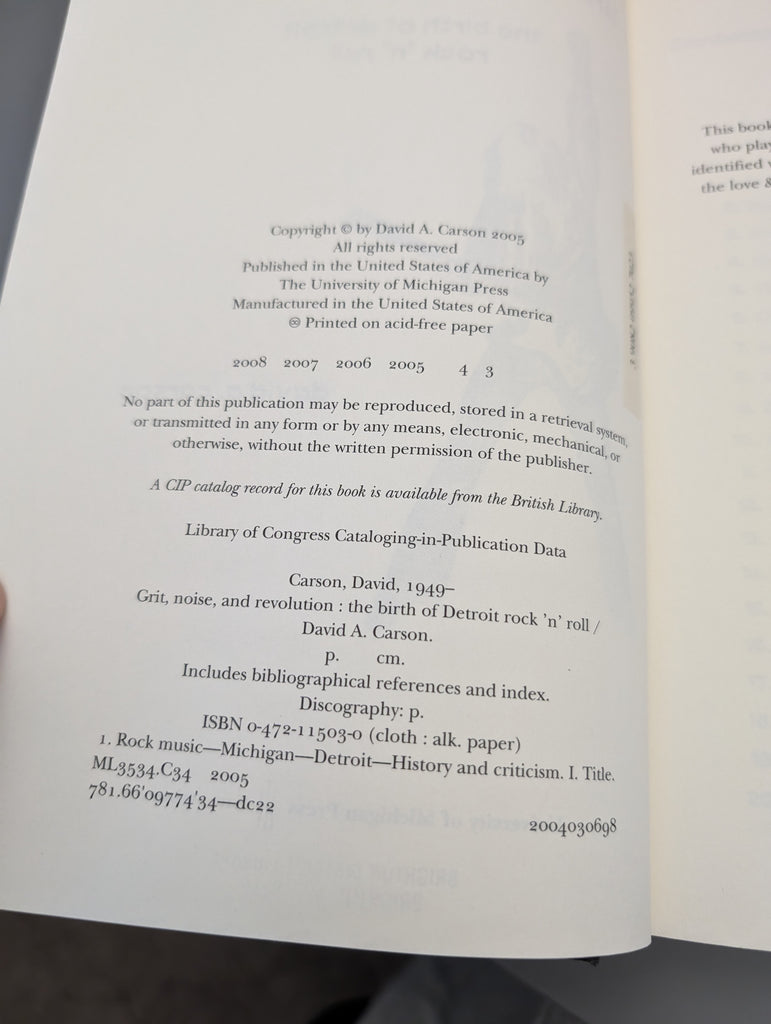 Copyright © by David A. Carson 2005
All rights reserved
Published in the United States of America by
The University of Michigan Press
Manufactured in the United States of America
♾ Printed on acid-free paper
2008 2007 2006 2005 4 3
No part of this publication may be reproduced, stored in a retrieval system,
or transmitted in any form or by any means, electronic, mechanical, or
otherwise, without the written permission of the publisher.
A CIP catalog record for this book is available from the British Library.
Library of Congress Cataloging-in-Publication Data
Carson, David, 1949–
Grit, noise, and revolution : the birth of Detroit rock 'n' roll /
David A. Carson.
p. cm.
Includes bibliographical references and index.
Discography: p.
ISBN 0-472-11503-0 (cloth : alk. paper)
1. Rock music—Michigan—Detroit—History and criticism. I. Title.
ML3534.C34 2005
781.66'09774'34—dc22
2004030698
This book
who play
identified
the love &